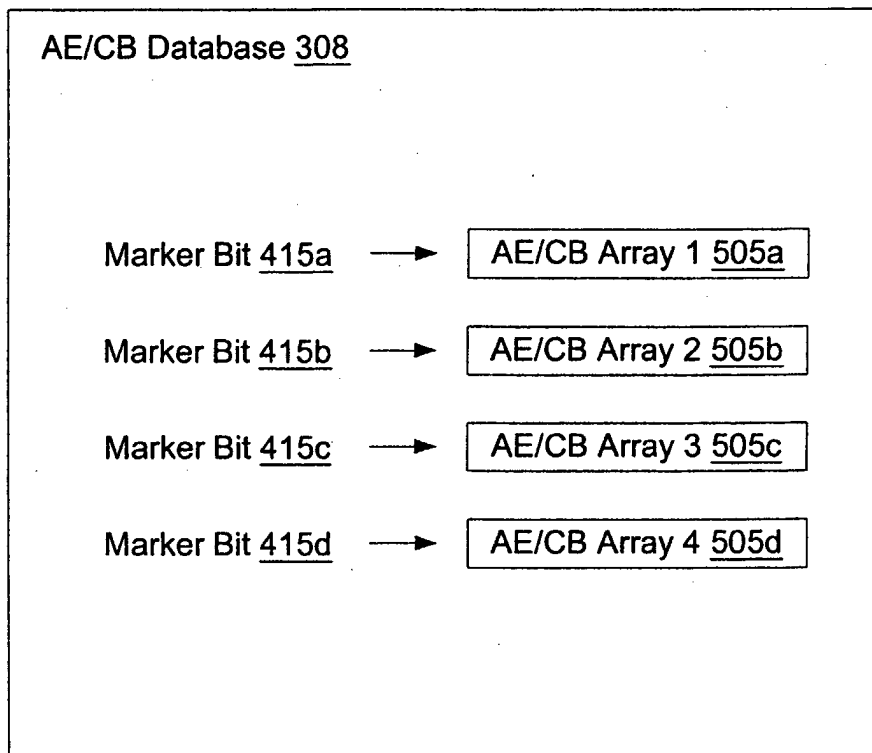 AE/CB Database 308
Marker Bit 415a → AE/CB Array 1 505a
Marker Bit 415b → AE/CB Array 2 505b
Marker Bit 415c → AE/CB Array 3 505c
Marker Bit 415d → AE/CB Array 4 505d